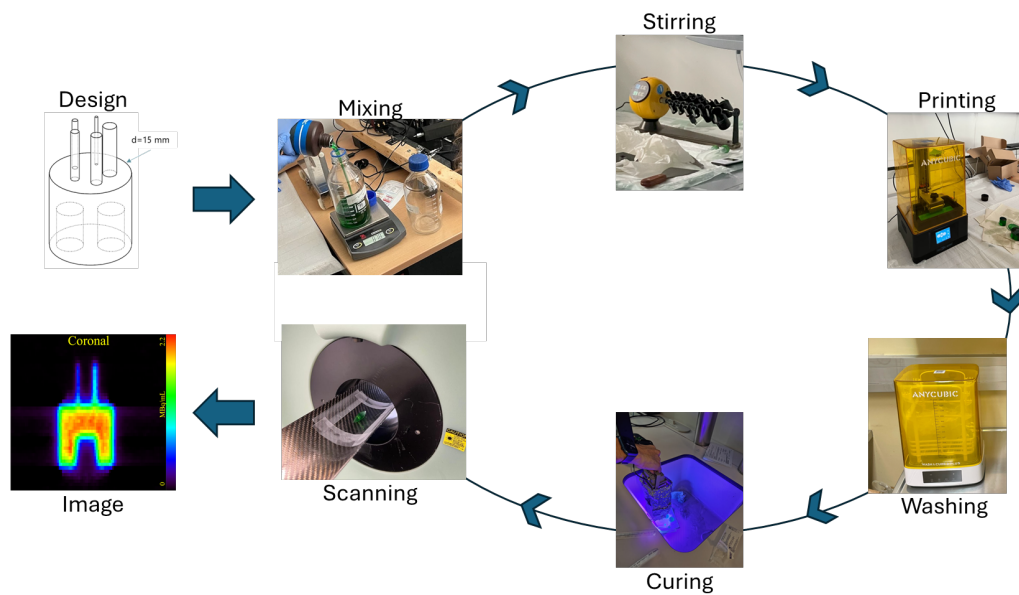 Design
d=15 mm
Mixing
Stirring
Printing
ANYCUBIC
ANYCUBIC
Washing
Curing
Scanning
Coronal
2.2
MBq/mL
0
Image